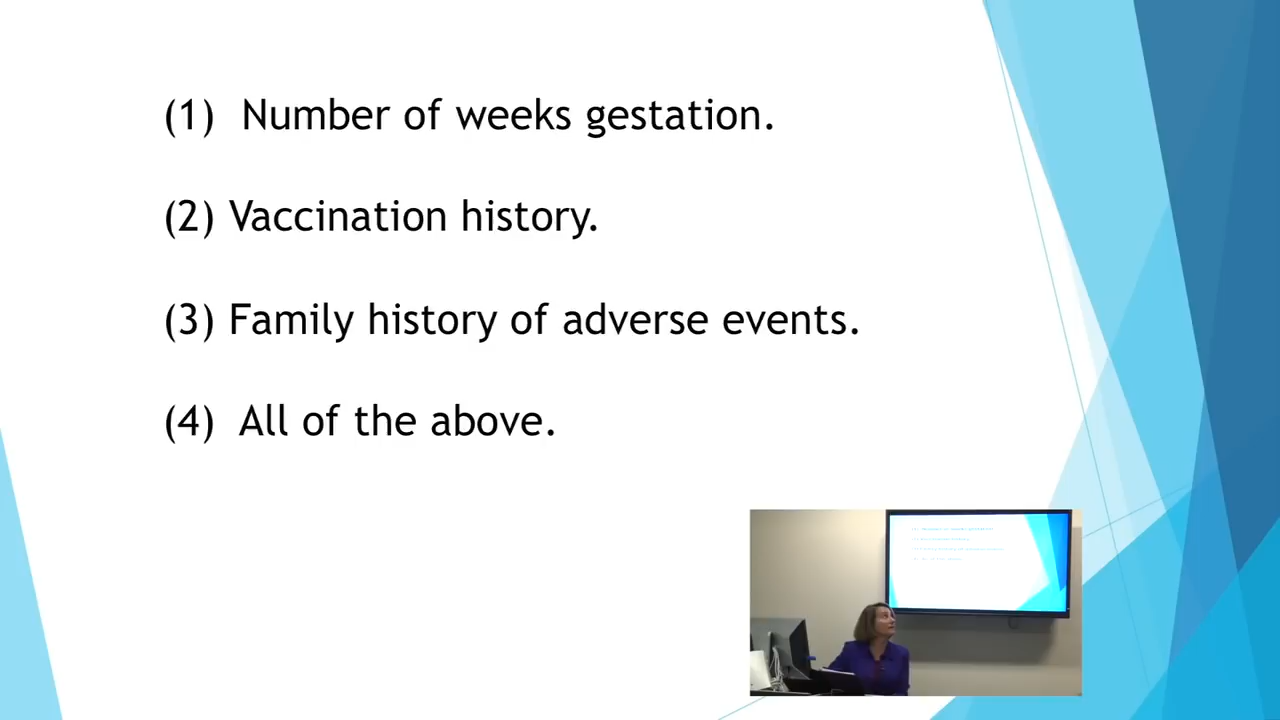 (1) Number of weeks gestation.
(2) Vaccination history.
(3) Family history of adverse events.
(4) All of the above.